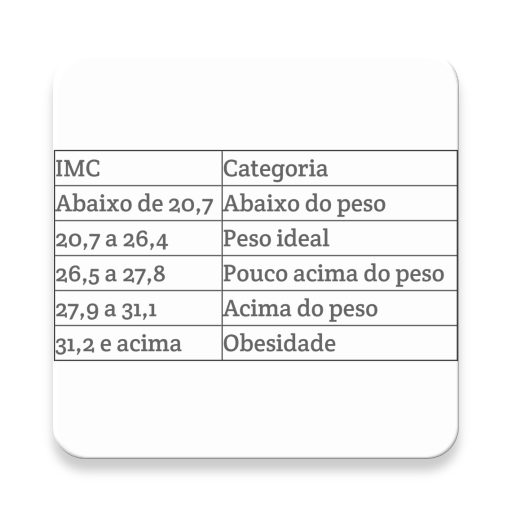 IMC Categoria
Abaixo de 20,7 Abaixo do peso
20,7 a 26,4 Peso ideal
26,5 a 27,8 Pouco acima do peso
27,9 a 31,1 Acima do peso
31,2 e acima Obesidade